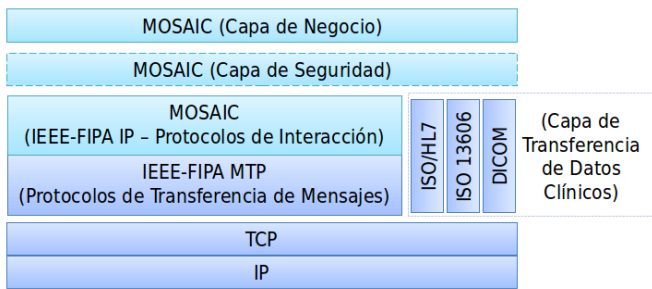 MOSAIC (Capa de Negocio)
MOSAIC (Capa de Seguridad)
MOSAIC
(IEEE-FIPA IP – Protocolos de Interacción)
IEEE-FIPA MTP
(Protocolos de Transferencia de Mensajes)
ISO/HL7
ISO 13606
DICOM
(Capa de
Transferencia
de Datos
Clínicos)
TCP
IP